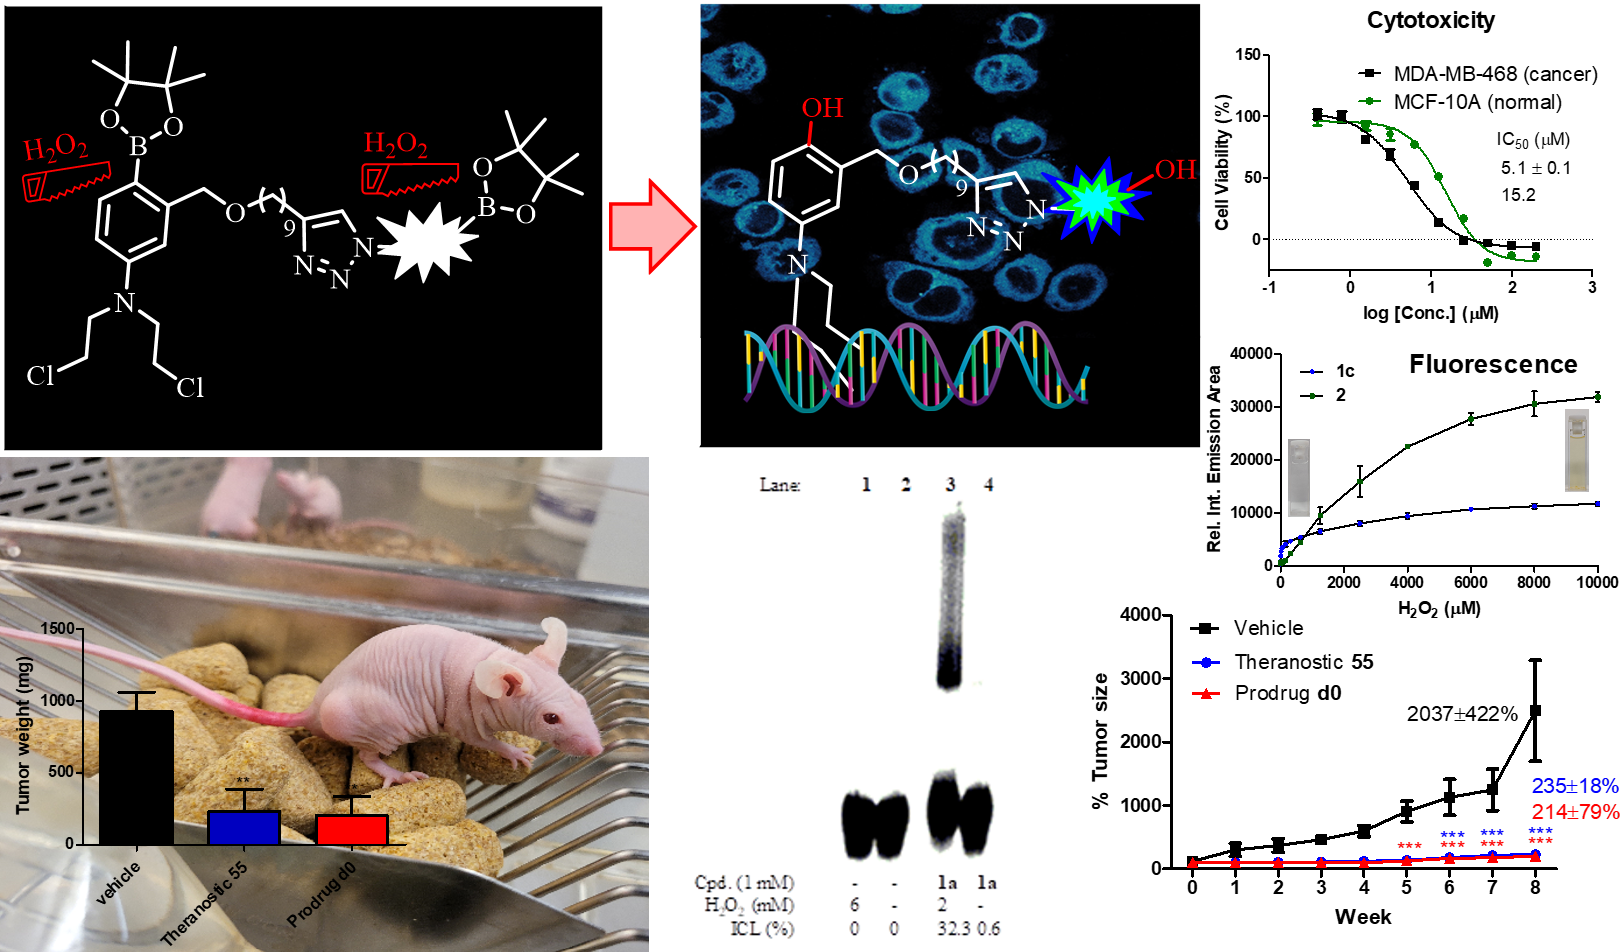 H₂O₂
B
O
O
N
Cl
Cl
O
9
N
N
N
H₂O₂
O
B
O
OH
O
9
N
N
N
OH
N
Cytotoxicity
MDA-MB-468 (cancer)
MCF-10A (normal)
IC₅₀ (μM)
5.1 ± 0.1
15.2
Cell Viability (%)
150
100
50
0
-1 0 1 2 3
log [Conc.] (μM)
Fluorescence
1c
2
Rel. Int. Emission Area
40000
30000
20000
10000
0
0 2000 4000 6000 8000 10000
H₂O₂ (μM)
Tumor weight (mg)
1500
1000
500
0
**
vehicle
Theranostic 55
Prodrug d0
Lane: 1 2 3 4
Cpd. (1 mM) - - 1a 1a
H₂O₂ (mM) 6 - 2 -
ICL (%) 0 0 32.3 0.6
Vehicle
Theranostic 55
Prodrug d0
% Tumor size
4000
3000
2000
1000
0
2037±422%
235±18%
214±79%
*** *** ***
*** *** *** ***
0 1 2 3 4 5 6 7 8
Week